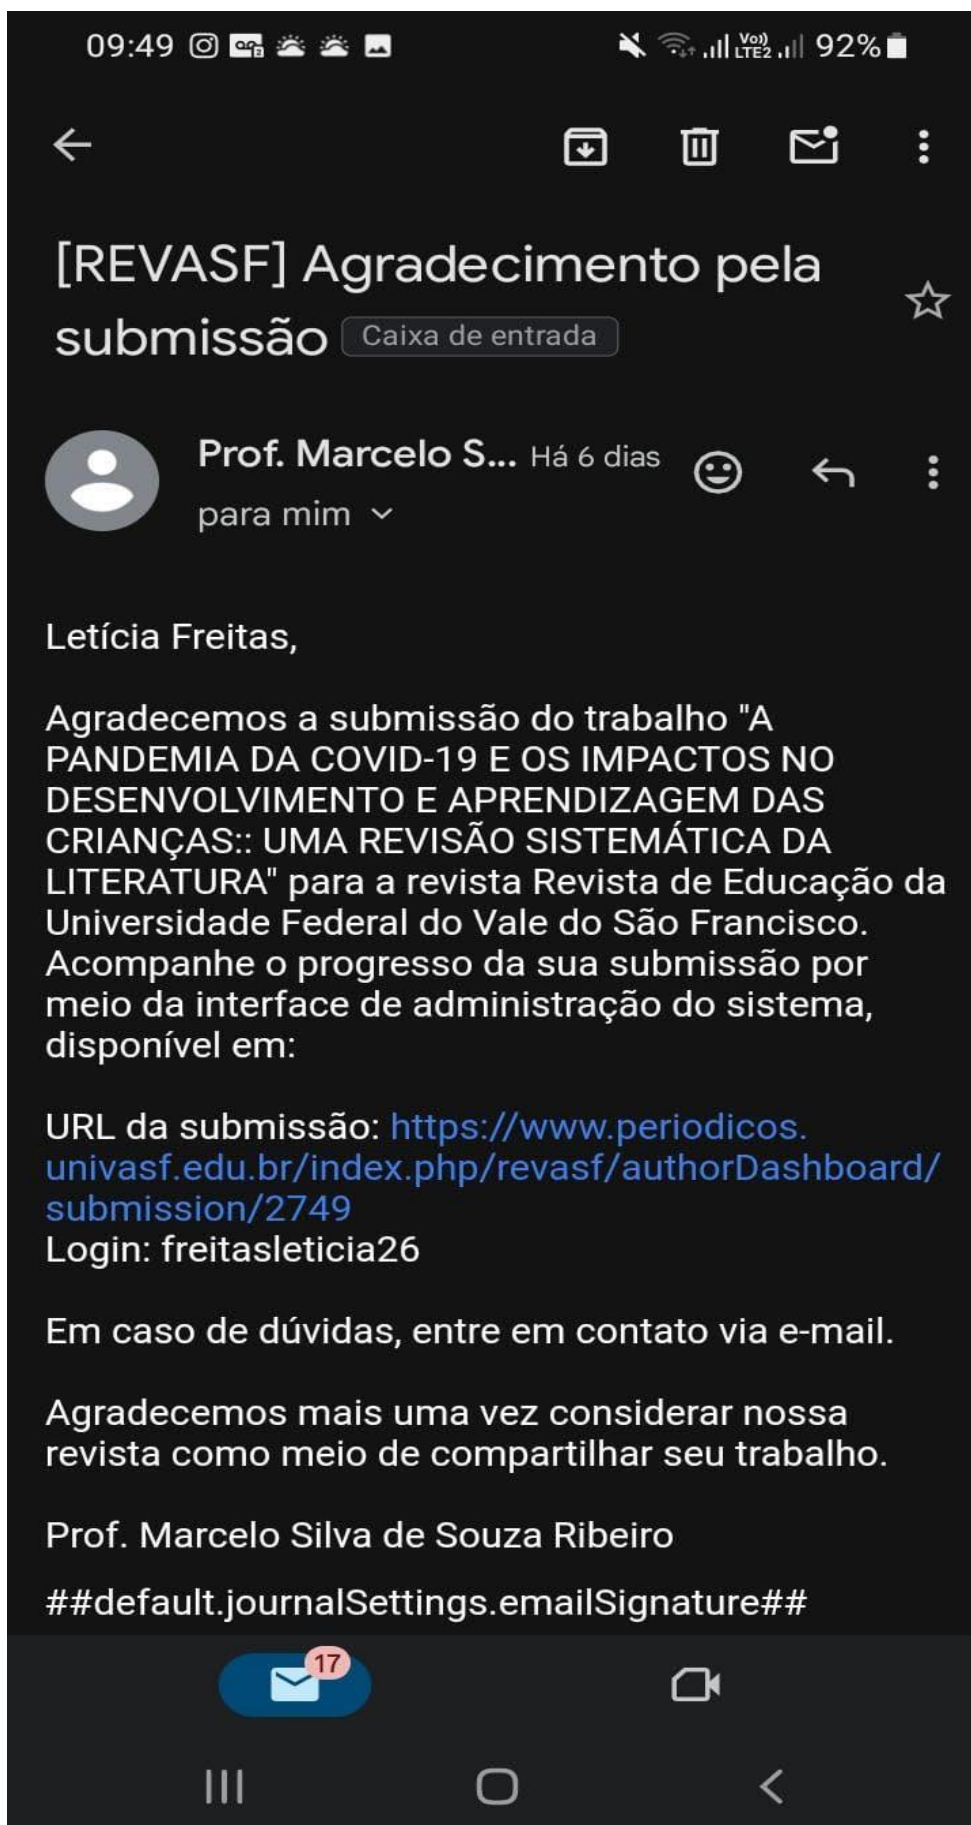 09:49 Vo)) LTE2 92%
[REVASF] Agradecimento pela
submissão Caixa de entrada
Prof. Marcelo S... Há 6 dias
para mim
Letícia Freitas,
Agradecemos a submissão do trabalho "A
PANDEMIA DA COVID-19 E OS IMPACTOS NO
DESENVOLVIMENTO E APRENDIZAGEM DAS
CRIANÇAS:: UMA REVISÃO SISTEMÁTICA DA
LITERATURA" para a revista Revista de Educação da
Universidade Federal do Vale do São Francisco.
Acompanhe o progresso da sua submissão por
meio da interface de administração do sistema,
disponível em:
URL da submissão: https://www.periodicos.
univasf.edu.br/index.php/revasf/authorDashboard/
submission/2749
Login: freitasleticia26
Em caso de dúvidas, entre em contato via e-mail.
Agradecemos mais uma vez considerar nossa
revista como meio de compartilhar seu trabalho.
Prof. Marcelo Silva de Souza Ribeiro
##default.journalSettings.emailSignature##
17